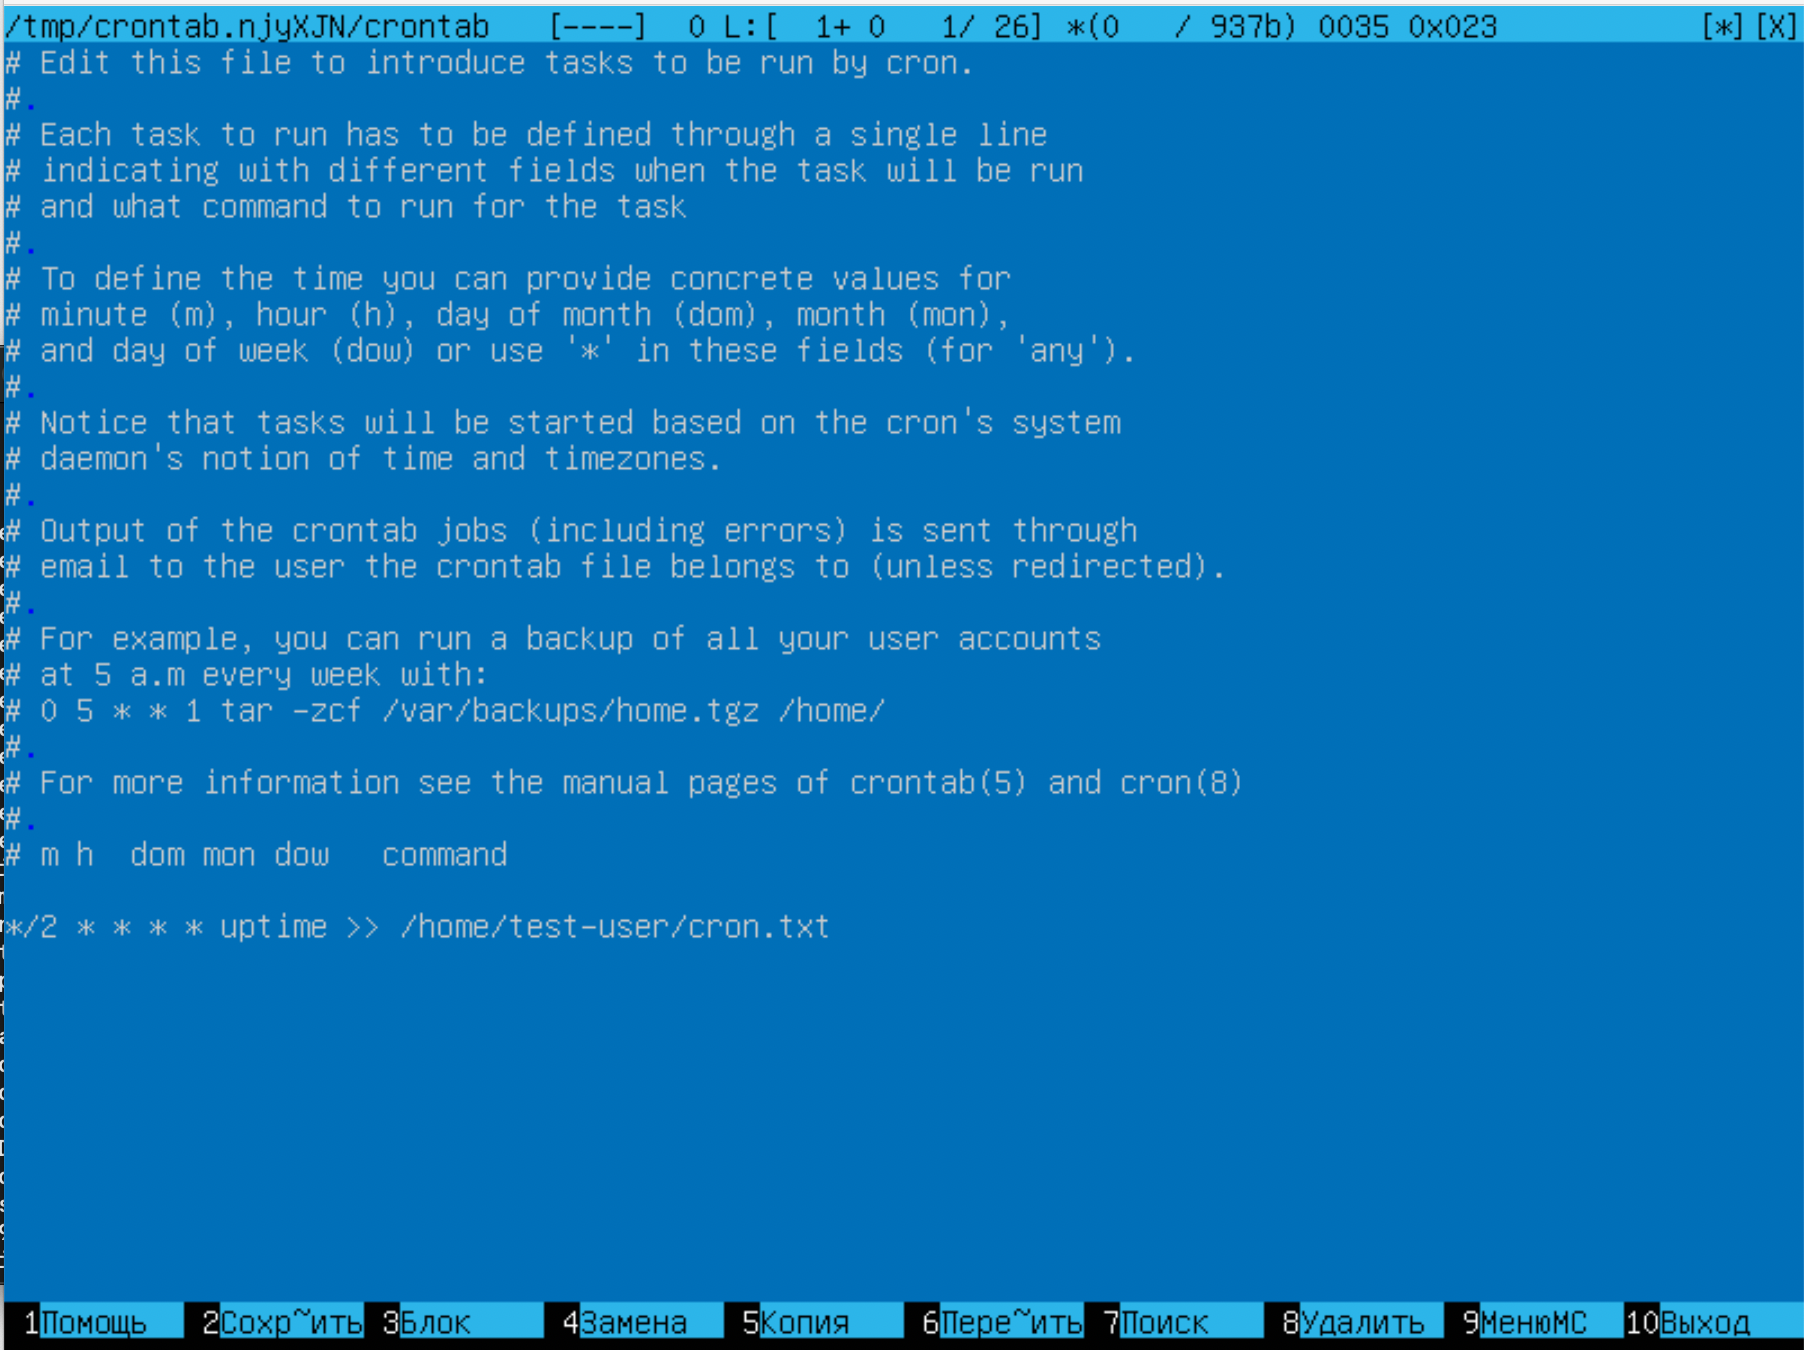 /tmp/crontab.njyXJN/crontab [----] 0 L:[ 1+ 0 1/ 26] *(0 / 937b) 0035 0x023 [*][X]
# Edit this file to introduce tasks to be run by cron.
#.
# Each task to run has to be defined through a single line
# indicating with different fields when the task will be run
# and what command to run for the task
#.
# To define the time you can provide concrete values for
# minute (m), hour (h), day of month (dom), month (mon),
# and day of week (dow) or use '*' in these fields (for 'any').
#.
# Notice that tasks will be started based on the cron's system
# daemon's notion of time and timezones.
#.
# Output of the crontab jobs (including errors) is sent through
# email to the user the crontab file belongs to (unless redirected).
#.
# For example, you can run a backup of all your user accounts
# at 5 a.m every week with:
# 0 5 * * 1 tar -zcf /var/backups/home.tgz /home/
#.
# For more information see the manual pages of crontab(5) and cron(8)
#.
# m h  dom mon dow   command
*/2 * * * * uptime >> /home/test-user/cron.txt
1Помощь 2Сохр~ить 3Блок 4Замена 5Копия 6Пере~ить 7Поиск 8Удалить 9МенюМС 10Выход